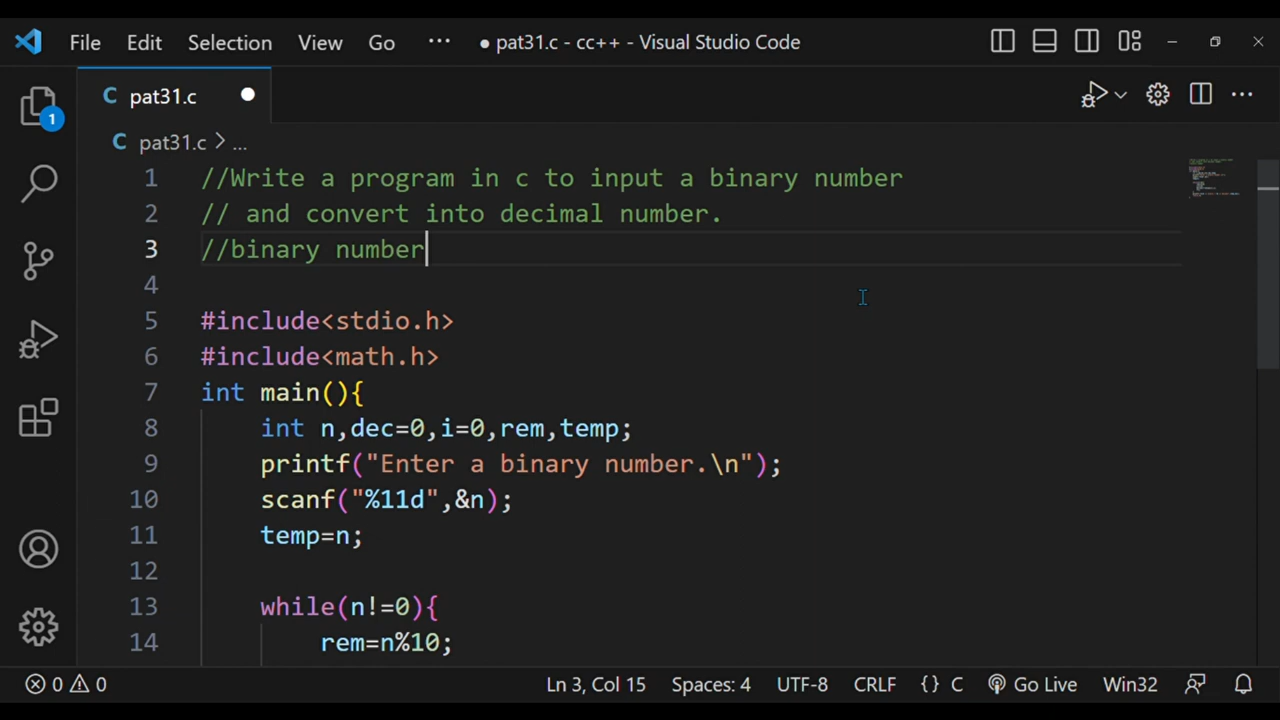 File Edit Selection View Go ··· ● pat31.c - cc++ - Visual Studio Code
C pat31.c ●
1
C pat31.c > ...
1 //Write a program in c to input a binary number
2 // and convert into decimal number.
3 //binary number
4
5 #include<stdio.h>
6 #include<math.h>
7 int main(){
8 int n,dec=0,i=0,rem,temp;
9 printf("Enter a binary number.\n");
10 scanf("%11d",&n);
11 temp=n;
12
13 while(n!=0){
14 rem=n%10;
0 0 Ln 3, Col 15 Spaces: 4 UTF-8 CRLF {} C Go Live Win32